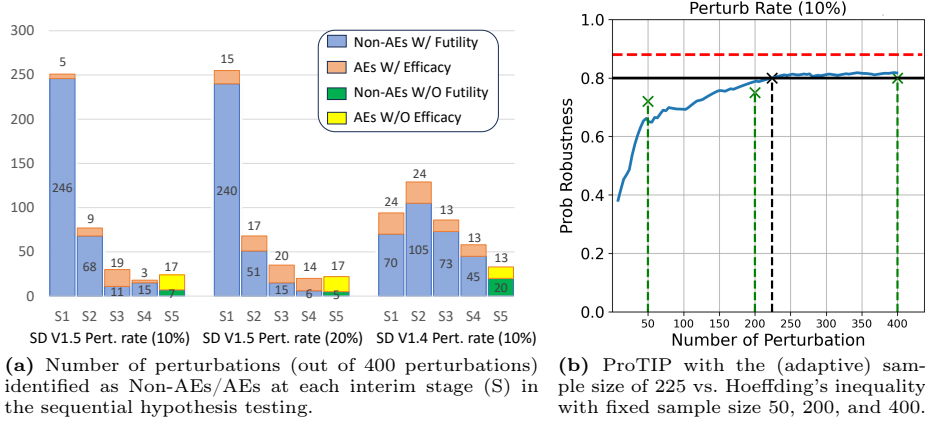 300
250
200
150
100
50
0
Non-AEs W/ Futility
AEs W/ Efficacy
Non-AEs W/O Futility
AEs W/O Efficacy
5
246
9
68
19
11
3
15
17
7
15
240
17
51
20
15
14
6
17
5
24
70
24
105
13
73
13
45
13
20
S1 S2 S3 S4 S5 S1 S2 S3 S4 S5 S1 S2 S3 S4 S5
SD V1.5 Pert. rate (10%) SD V1.5 Pert. rate (20%) SD V1.4 Pert. rate (10%)
(a) Number of perturbations (out of 400 perturbations)
identified as Non-AEs/AEs at each interim stage (S) in
the sequential hypothesis testing.
Perturb Rate (10%)
Prob Robustness
1.0
0.8
0.6
0.4
0.2
0.0
50 100 150 200 250 300 350 400
Number of Perturbation
(b) ProTIP with the (adaptive) sam-
ple size of 225 vs. Hoeffding's inequality
with fixed sample size 50, 200, and 400.